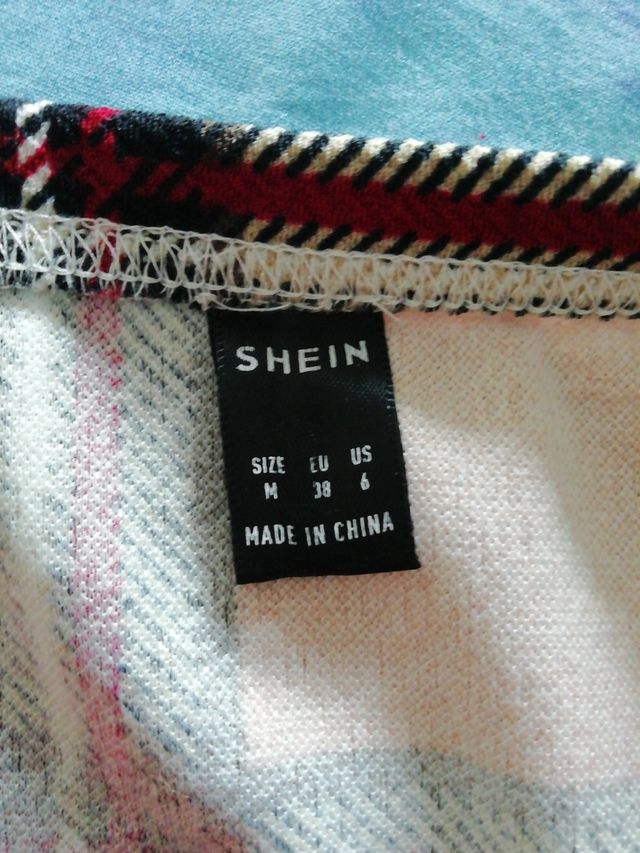 SHEIN
SIZE EU US
M 38 6
MADE IN CHINA